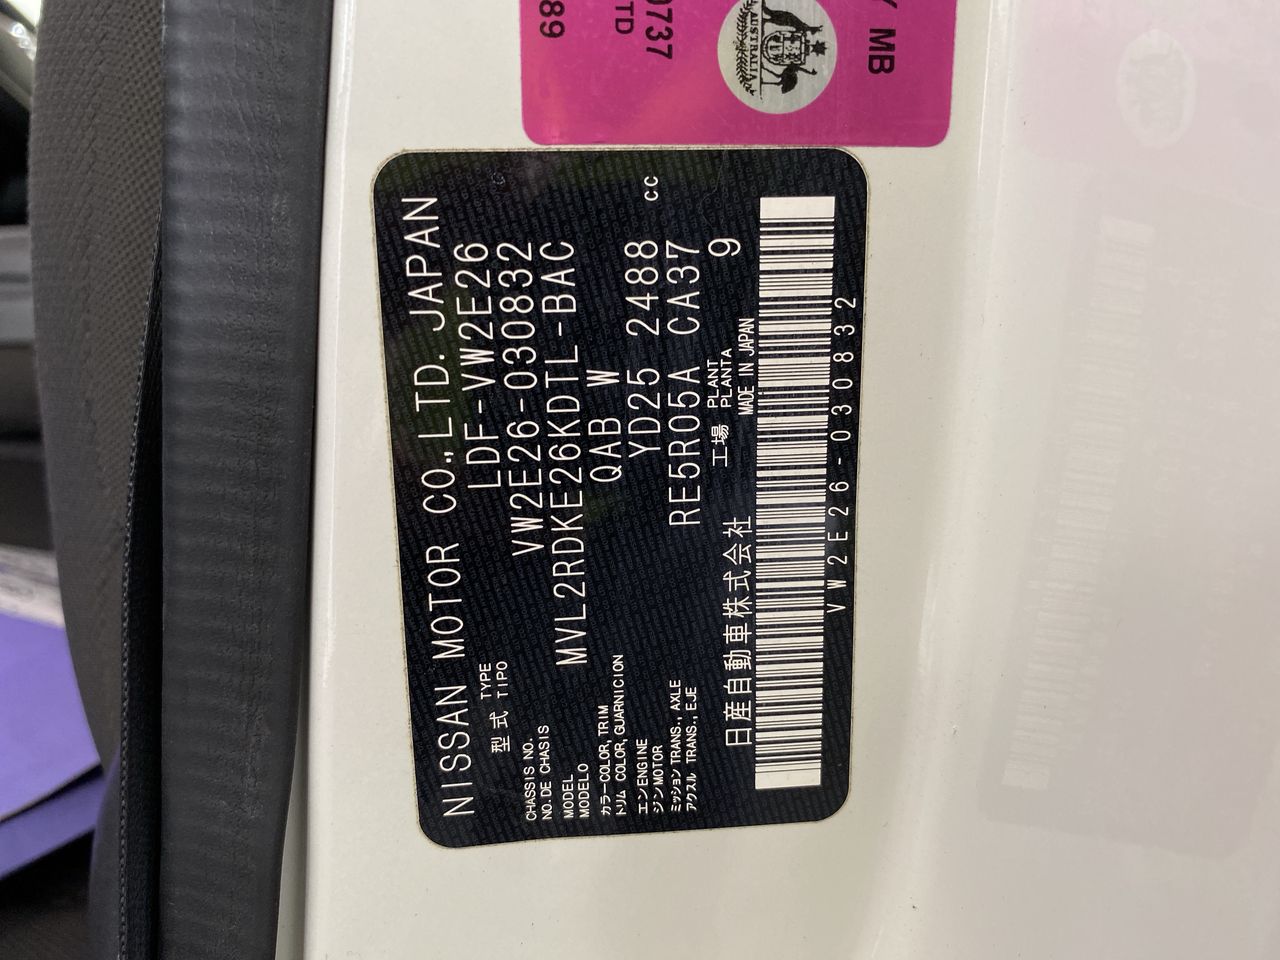 Y MB
AUSTRALIA
0737
TD
89
NISSAN MOTOR CO.,LTD. JAPAN
型式 TYPE TIPO LDF-VW2E26
CHASSIS NO.
NO.DE CHASIS VW2E26-030832
MODEL
MODELO MVL2RDKE26KDTL-BAC
カラー COLOR,TRIM
トリム COLOR,GUARNICION QAB W
エンジン ENGINE MOTOR YD25 2488 cc
ミッション TRANS., AXLE
アクスル TRANS., EJE RE5R05A CA37
工場 PLANT PLANTA 9
日産自動車株式会社 MADE IN JAPAN
VW2E26-030832